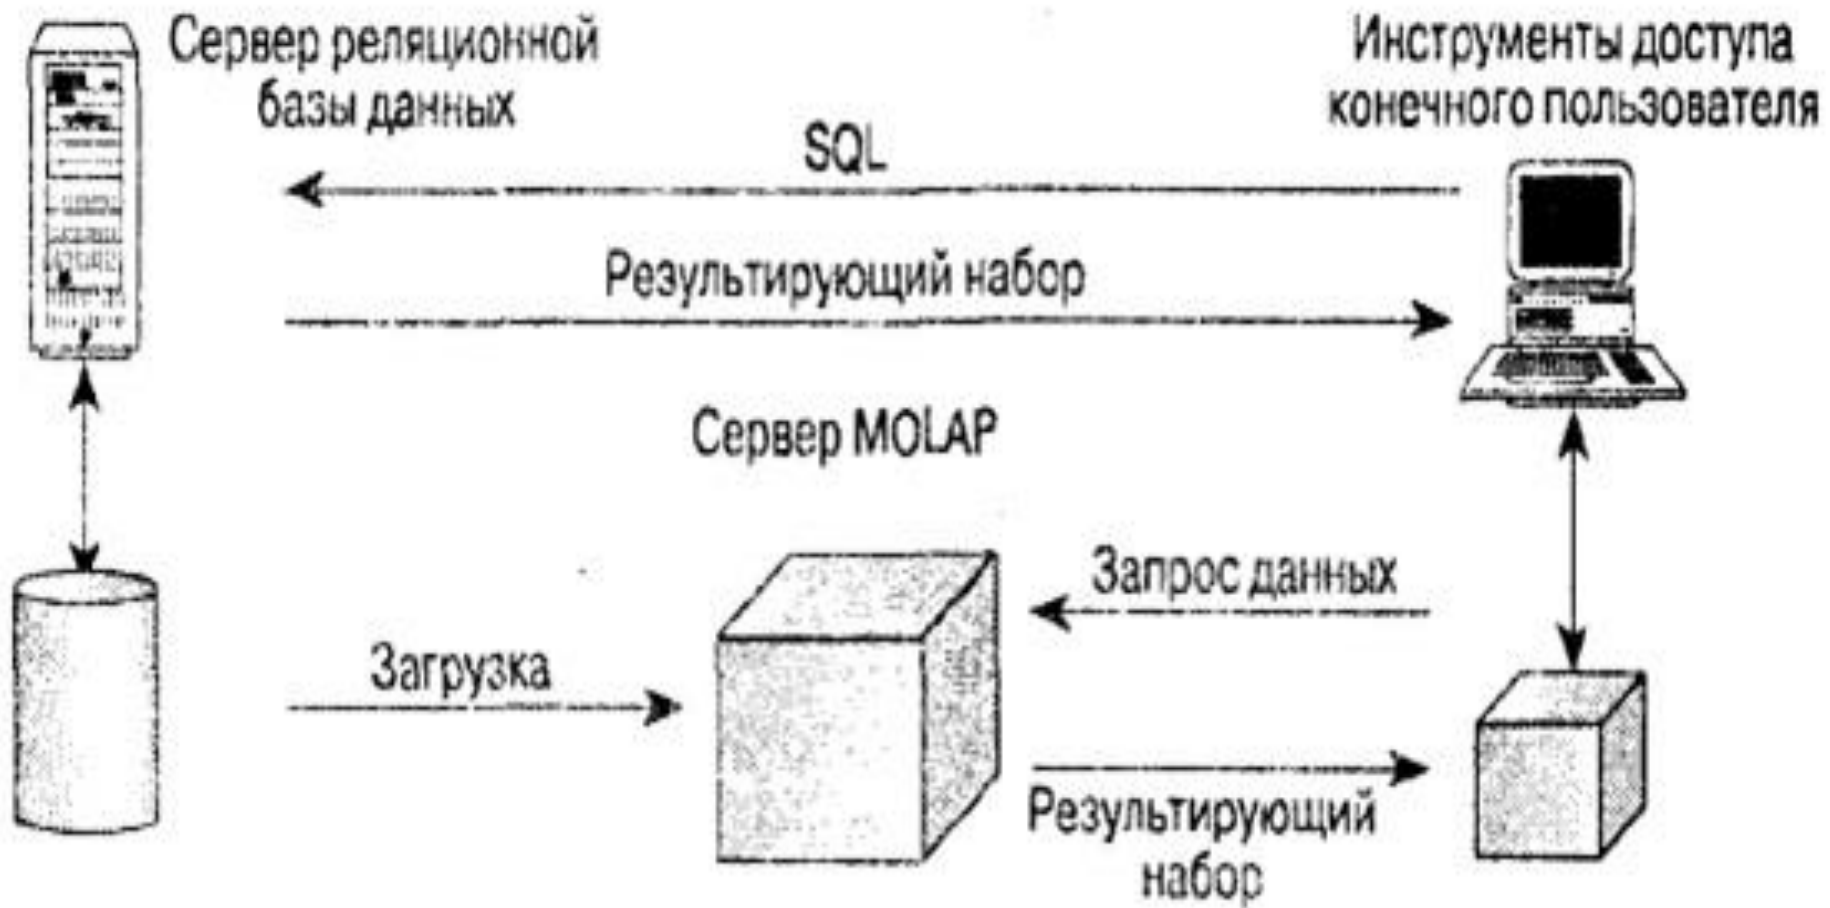 Сервер реляционной
базы данных
Инструменты доступа
конечного пользователя
SQL
Результирующий набор
Сервер MOLAP
Запрос данных
Загрузка
Результирующий
набор